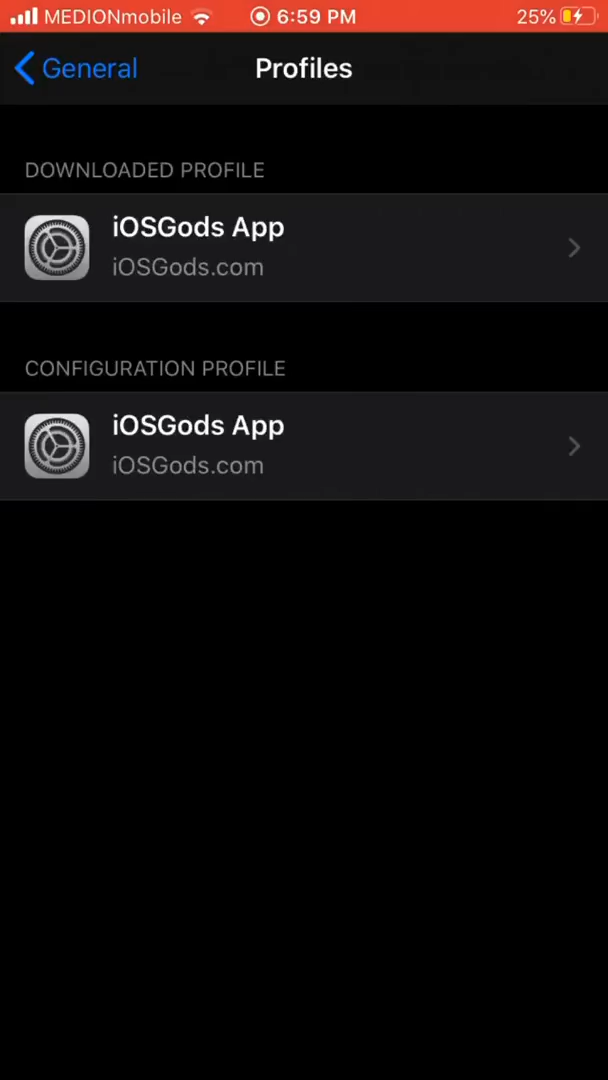 MEDIONmobile 6:59 PM 25%
General Profiles
DOWNLOADED PROFILE
iOSGods App
iOSGods.com
CONFIGURATION PROFILE
iOSGods App
iOSGods.com